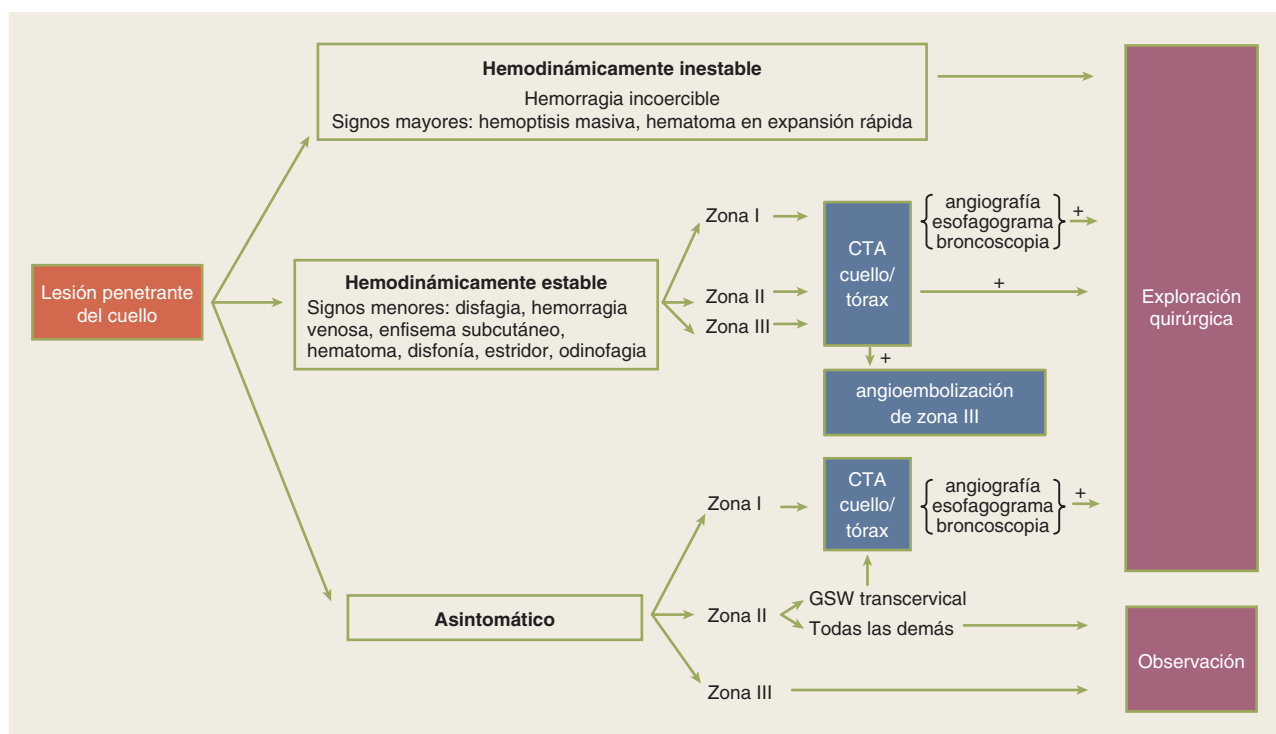 Hemodinámicamente inestable
Hemorragia incoercible
Signos mayores: hemoptisis masiva, hematoma en expansión rápida
Lesión penetrante
del cuello
Hemodinámicamente estable
Signos menores: disfagia, hemorragia
venosa, enfisema subcutáneo,
hematoma, disfonía, estridor, odinofagia
Zona I
Zona II
Zona III
CTA
cuello/
tórax
angiografía
esofagograma
broncoscopia
+
+
+
angioembolización
de zona III
Exploración
quirúrgica
Asintomático
Zona I
CTA
cuello/
tórax
angiografía
esofagograma
broncoscopia
+
Zona II
GSW transcervical
Todas las demás
Zona III
Observación